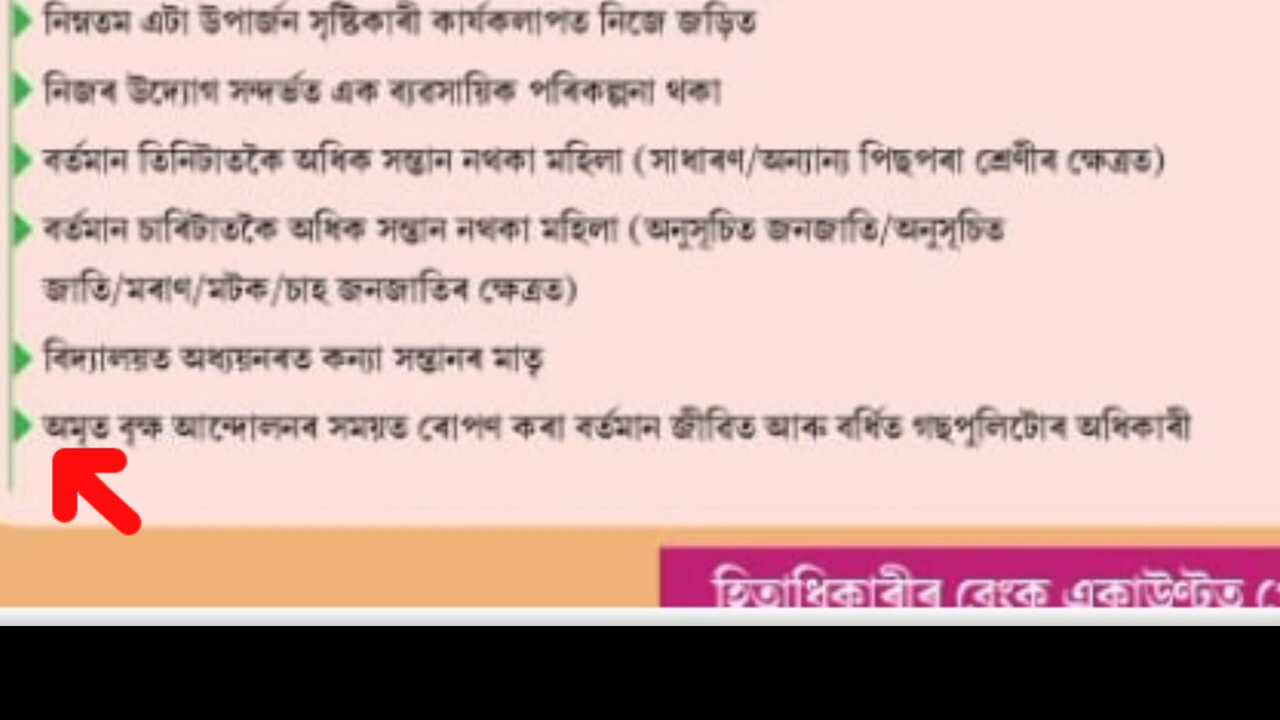 নিম্নতম এটা উপাৰ্জন সৃষ্টিকাৰী কাৰ্যকলাপত নিজে জড়িত
নিজৰ উদ্যোগ সন্দৰ্ভত এক ব্যৱসায়িক পৰিকল্পনা থকা
বৰ্তমান তিনিটাতকৈ অধিক সন্তান নথকা মহিলা (সাধাৰণ/অন্যান্য পিছপৰা শ্ৰেণীৰ ক্ষেত্ৰত)
বৰ্তমান চাৰিটাতকৈ অধিক সন্তান নথকা মহিলা (অনুসূচিত জনজাতি/অনুসূচিত
জাতি/মৰাণ/মটক/চাহ জনজাতিৰ ক্ষেত্ৰত)
বিদ্যালয়ত অধ্যয়নৰত কন্যা সন্তানৰ মাতৃ
অমৃত বৃক্ষ আন্দোলনৰ সময়ত ৰোপণ কৰা বৰ্তমান জীৱিত আৰু বৰ্ধিত গছপুলিটোৰ অধিকাৰী
হিতাধিকাৰীৰ বেংক একাউণ্টত